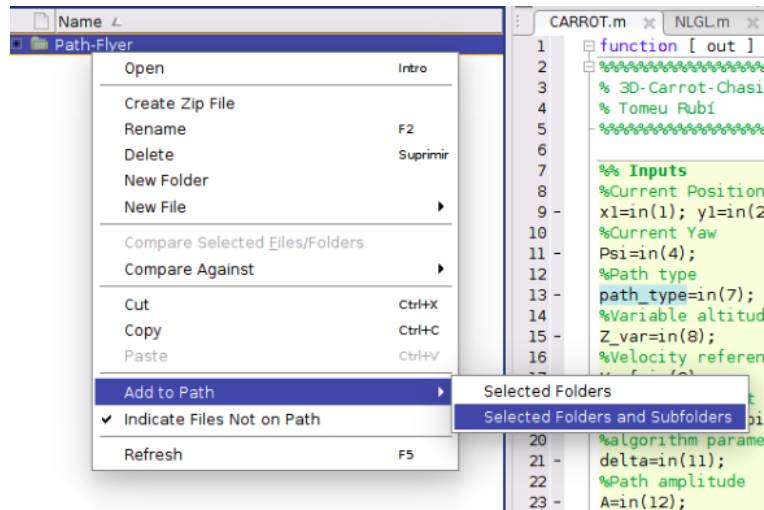 Name
Path-Flyer
Open Intro
Create Zip File
Rename F2
Delete Suprimir
New Folder
New File
Compare Selected Files/Folders
Compare Against
Cut Ctrl+X
Copy Ctrl+C
Paste Ctrl+V
Add to Path
✓ Indicate Files Not on Path
Refresh F5
Selected Folders
Selected Folders and Subfolders
CARROT.m × NLGL.m ×
1 function [ out ]
2 %%%%%%%%%%%%%%%%%%
3 % 3D-Carrot-Chasi
4 % Tomeu Rubí
5 %%%%%%%%%%%%%%%%%%
6
7 %% Inputs
8 %Current Position
9 - x1=in(1); y1=in(2
10 %Current Yaw
11 - Psi=in(4);
12 %Path type
13 - path_type=in(7);
14 %Variable altitud
15 - Z_var=in(8);
16 %Velocity referen
20 %algorithm parame
21 - delta=in(11);
22 %Path amplitude
23 - A=in(12);